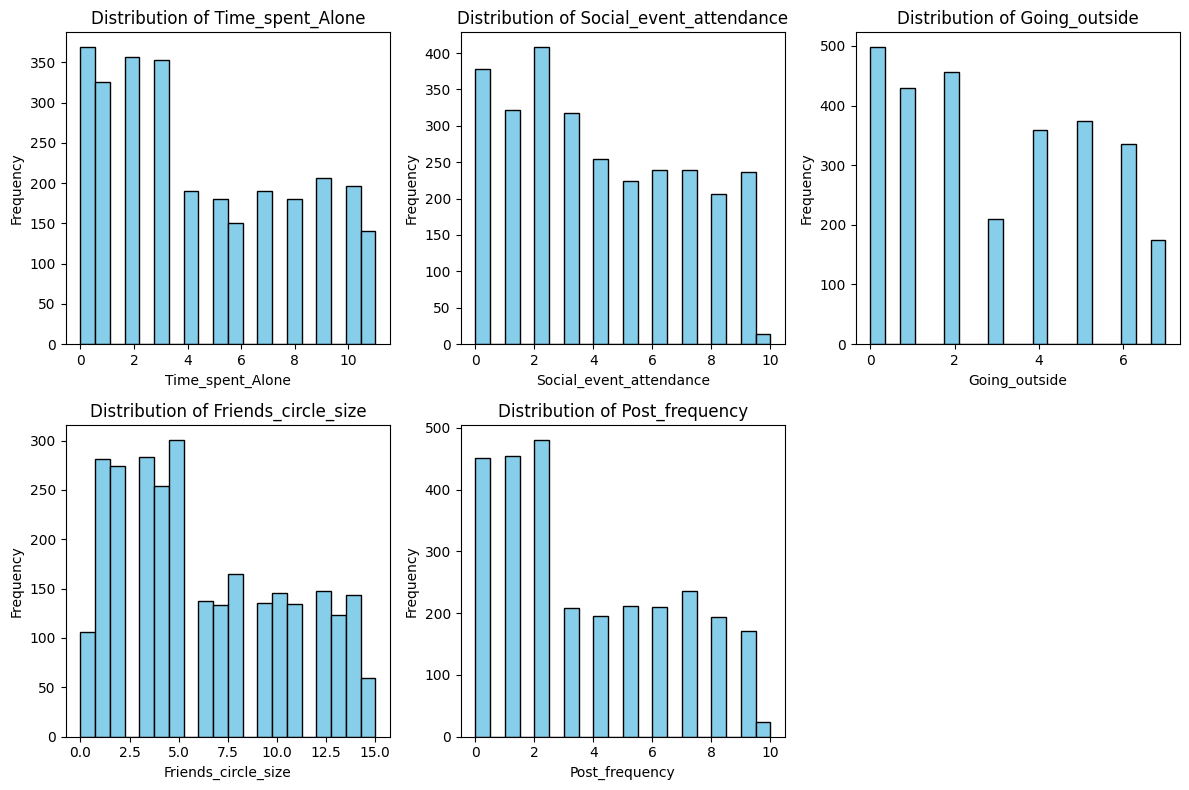 Distribution of Time_spent_Alone
Frequency
350
300
250
200
150
100
50
0
0 2 4 6 8 10
Time_spent_Alone
Distribution of Social_event_attendance
Frequency
400
350
300
250
200
150
100
50
0
0 2 4 6 8 10
Social_event_attendance
Distribution of Going_outside
Frequency
500
400
300
200
100
0
0 2 4 6
Going_outside
Distribution of Friends_circle_size
Frequency
300
250
200
150
100
50
0
0.0 2.5 5.0 7.5 10.0 12.5 15.0
Friends_circle_size
Distribution of Post_frequency
Frequency
500
400
300
200
100
0
0 2 4 6 8 10
Post_frequency